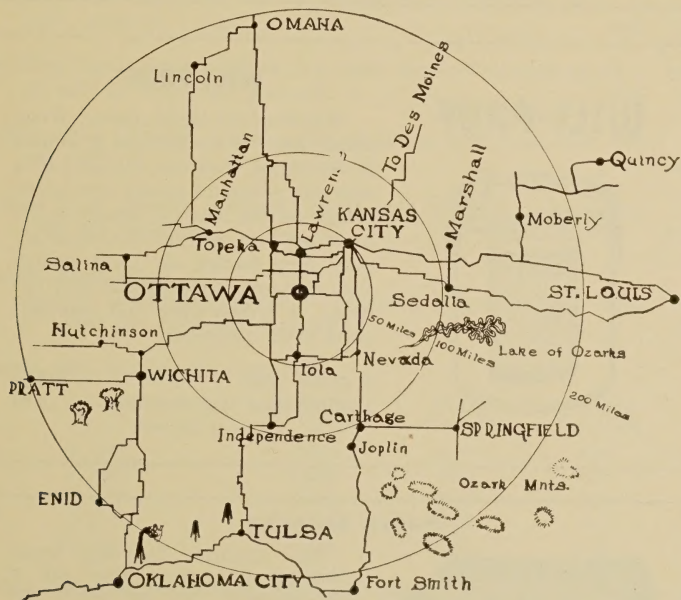 OMAHA
Lincoln
To Des Moines
Manhattan
Lawrence
Marshall
Quincy
KANSAS
CITY
Moberly
Topeka
Salina
OTTAWA
Sedalia
ST. LOUIS
50 Miles
100 Miles
Lake of Ozarks
Hutchinson
Iola
Nevada
PRATT
WICHITA
200 Miles
Carthage
Independence
SPRINGFIELD
Joplin
Ozark Mnts.
ENID
TULSA
OKLAHOMA CITY
Fort Smith